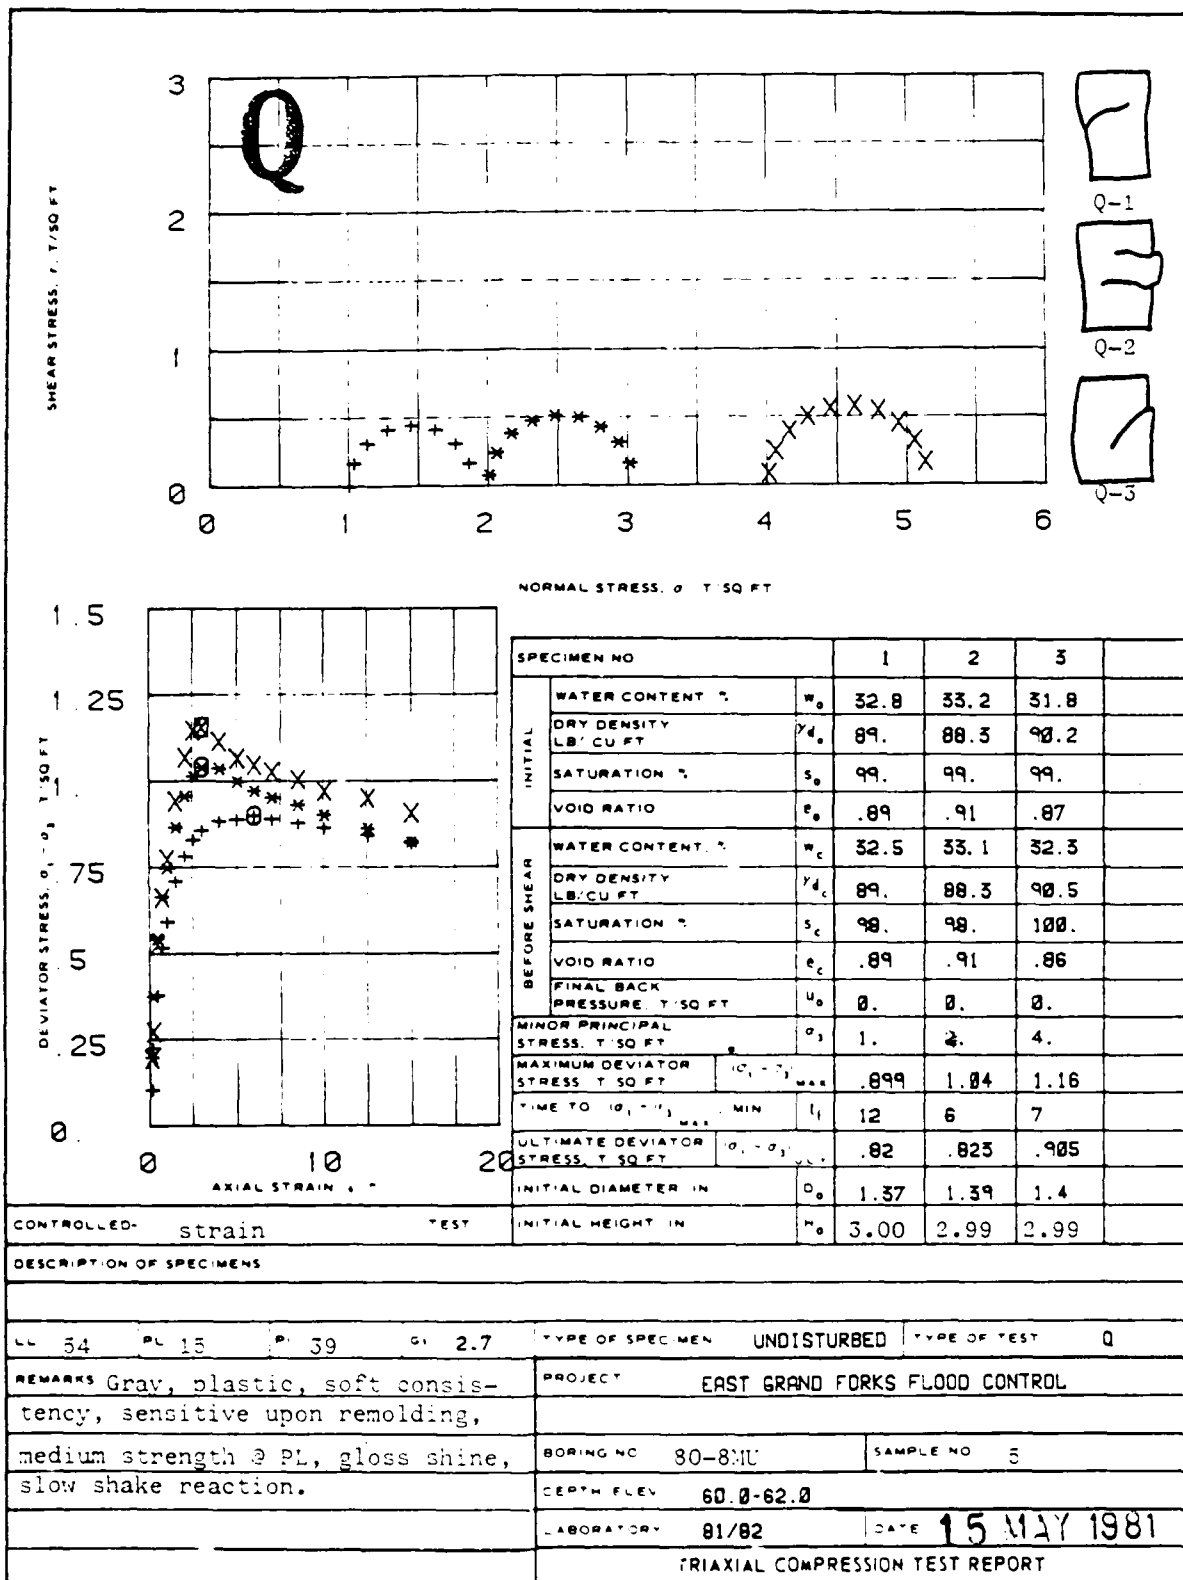 Q
3
2
1
0
SHEAR STRESS, T/SQ FT
0 1 2 3 4 5 6
NORMAL STRESS, σ T/SQ FT
Q-1
Q-2
Q-3
1.5
1.25
1.
.75
.5
.25
0.
DEVIATOR STRESS, σ₁ - σ₃ T/SQ FT
0 10 20
AXIAL STRAIN
SPECIMEN NO 1 2 3
INITIAL
WATER CONTENT % w₀ 32.8 33.2 31.8
DRY DENSITY LB/CU FT γd₀ 89. 88.3 90.2
SATURATION % S₀ 99. 99. 99.
VOID RATIO e₀ .89 .91 .87
BEFORE SHEAR
WATER CONTENT, % wc 32.5 33.1 32.3
DRY DENSITY LB/CU FT γdc 89. 88.3 90.5
SATURATION % Sc 98. 98. 100.
VOID RATIO ec .89 .91 .86
FINAL BACK PRESSURE, T/SQ FT u₀ 0. 0. 0.
MINOR PRINCIPAL STRESS, T/SQ FT σ₃ 1. 2. 4.
MAXIMUM DEVIATOR STRESS, T/SQ FT (σ₁ - σ₃) MAX .899 1.04 1.16
TIME TO (σ₁ - σ₃) MAX, MIN tf 12 6 7
ULTIMATE DEVIATOR STRESS, T/SQ FT (σ₁ - σ₃) ULT .82 .823 .905
INITIAL DIAMETER IN D₀ 1.37 1.39 1.4
INITIAL HEIGHT IN H₀ 3.00 2.99 2.99
CONTROLLED- strain TEST
DESCRIPTION OF SPECIMENS
LL 54 PL 15 PI 39 Gs 2.7 TYPE OF SPECIMEN UNDISTURBED TYPE OF TEST Q
REMARKS Gray, plastic, soft consis-
tency, sensitive upon remolding,
medium strength @ PL, gloss shine,
slow shake reaction.
PROJECT EAST GRAND FORKS FLOOD CONTROL
BORING NO 80-8MU SAMPLE NO 5
DEPTH ELEV 60.0-62.0
LABORATORY 81/82 DATE 15 MAY 1981
TRIAXIAL COMPRESSION TEST REPORT